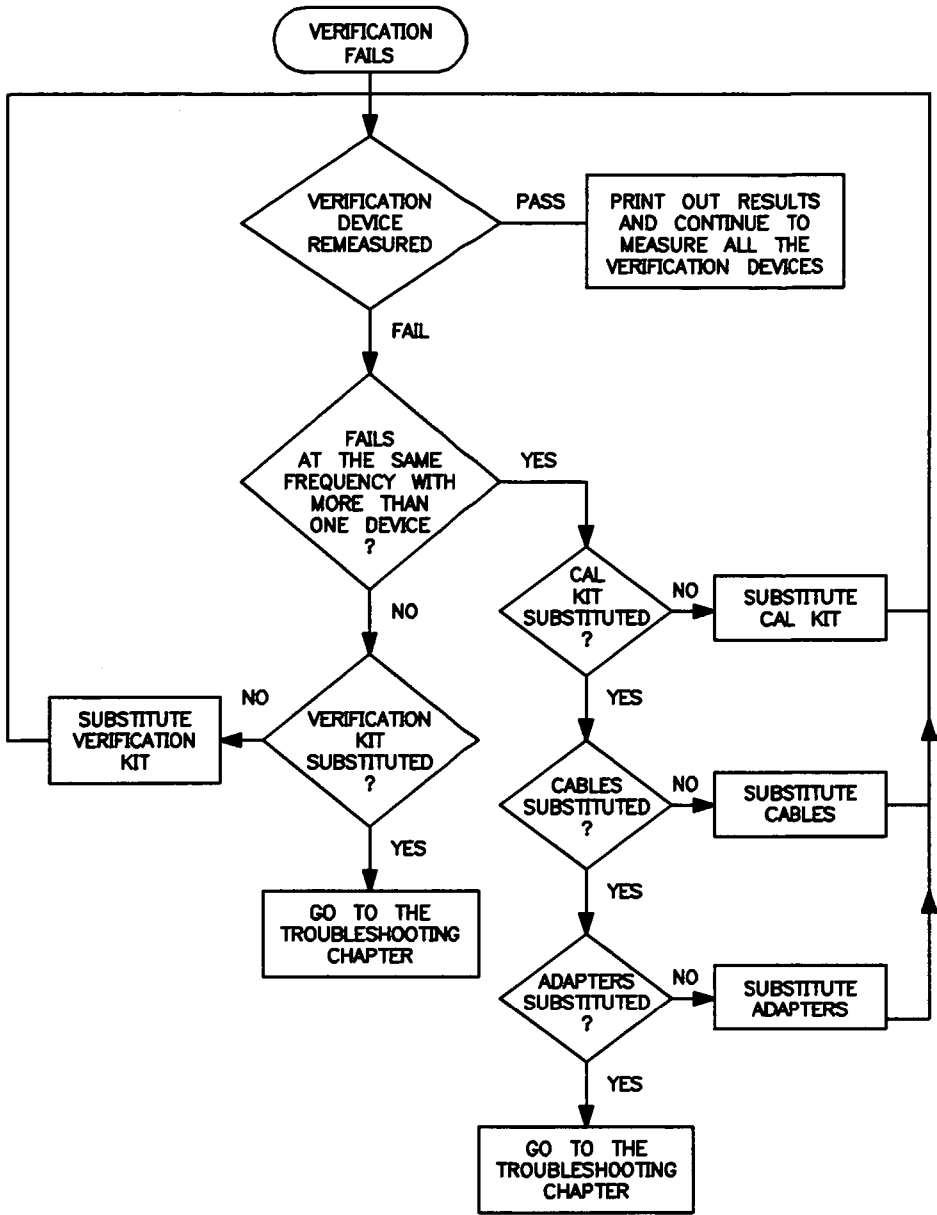 VERIFICATION
FAILS
VERIFICATION
DEVICE
REMEASURED
PASS
PRINT OUT RESULTS
AND CONTINUE TO
MEASURE ALL THE
VERIFICATION DEVICES
FAIL
FAILS
AT THE SAME
FREQUENCY WITH
MORE THAN
ONE DEVICE
?
YES
NO
CAL
KIT
SUBSTITUTED
?
NO
SUBSTITUTE
CAL KIT
YES
VERIFICATION
KIT
SUBSTITUTED
?
NO
SUBSTITUTE
VERIFICATION
KIT
YES
GO TO THE
TROUBLESHOOTING
CHAPTER
CABLES
SUBSTITUTED
?
NO
SUBSTITUTE
CABLES
YES
ADAPTERS
SUBSTITUTED
?
NO
SUBSTITUTE
ADAPTERS
YES
GO TO THE
TROUBLESHOOTING
CHAPTER